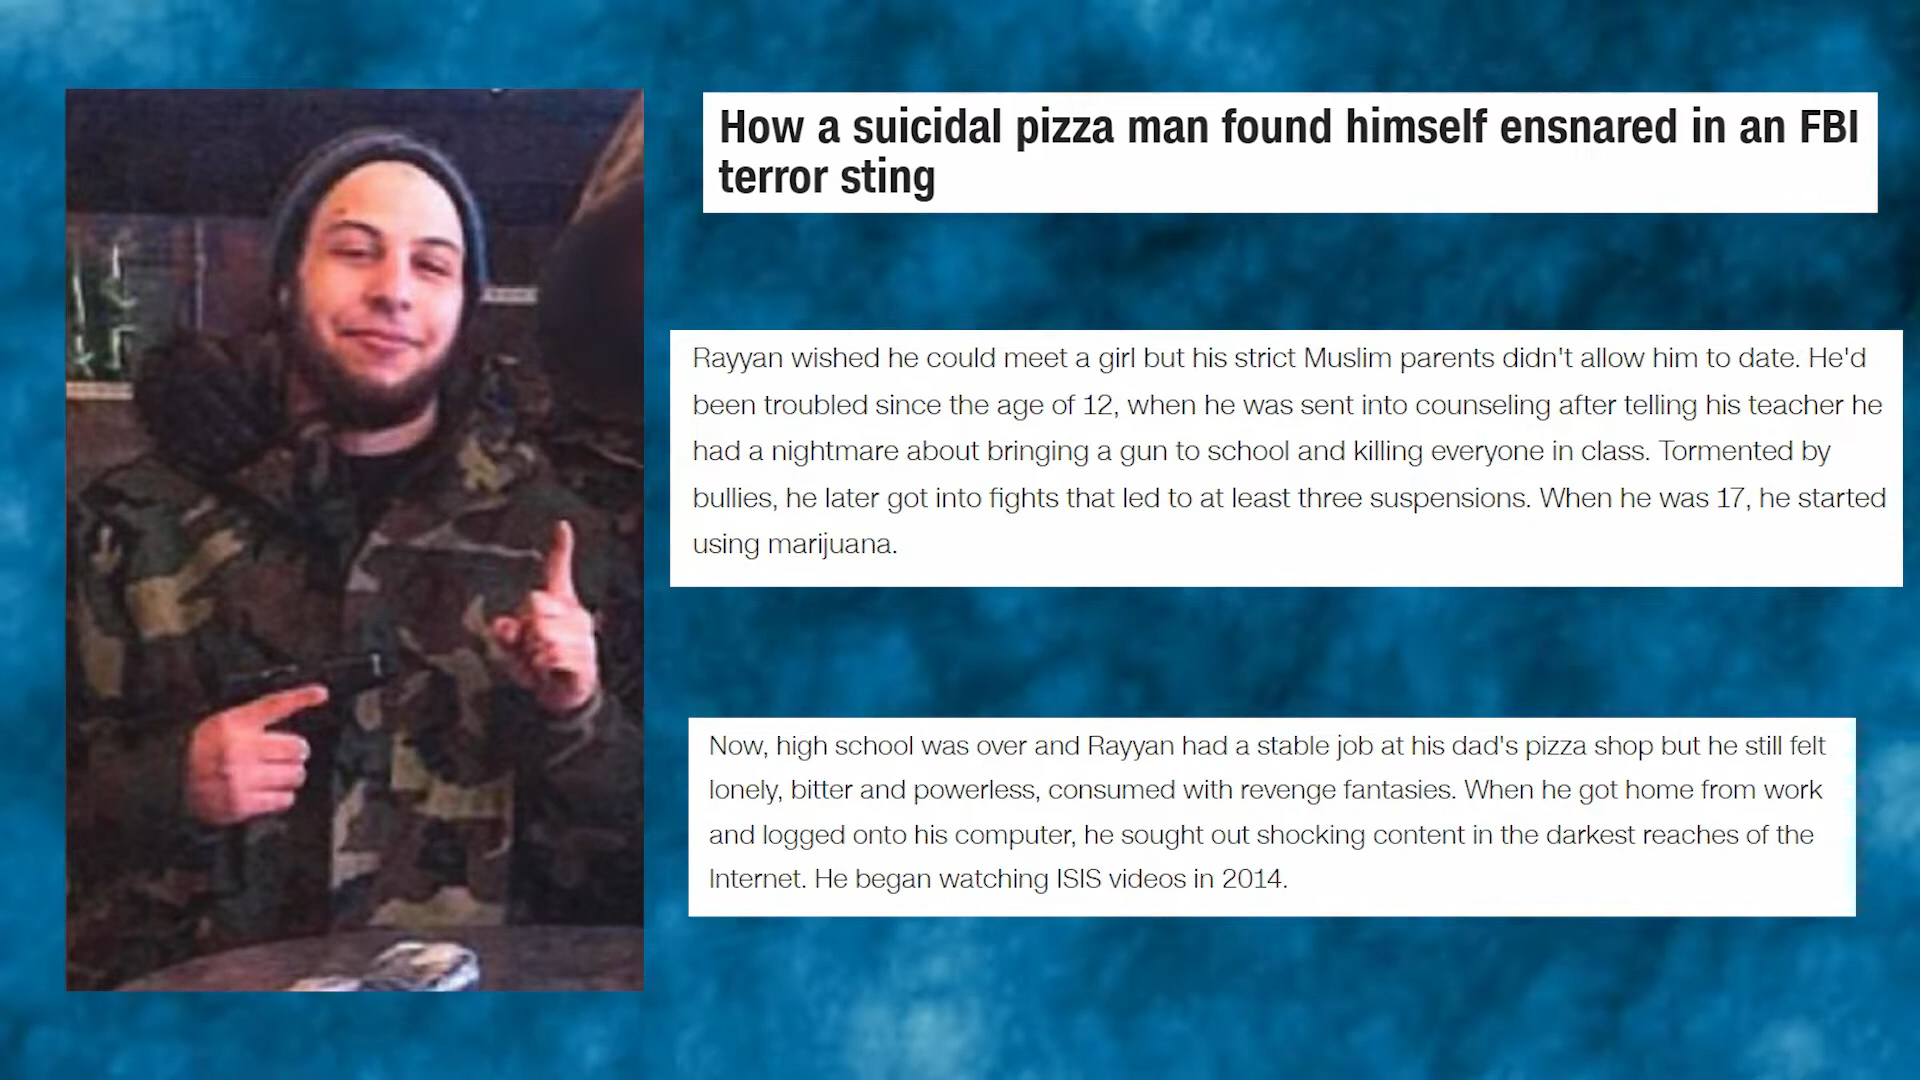 How a suicidal pizza man found himself ensnared in an FBI
terror sting
Rayyan wished he could meet a girl but his strict Muslim parents didn't allow him to date. He'd
been troubled since the age of 12, when he was sent into counseling after telling his teacher he
had a nightmare about bringing a gun to school and killing everyone in class. Tormented by
bullies, he later got into fights that led to at least three suspensions. When he was 17, he started
using marijuana.
Now, high school was over and Rayyan had a stable job at his dad's pizza shop but he still felt
lonely, bitter and powerless, consumed with revenge fantasies. When he got home from work
and logged onto his computer, he sought out shocking content in the darkest reaches of the
Internet. He began watching ISIS videos in 2014.